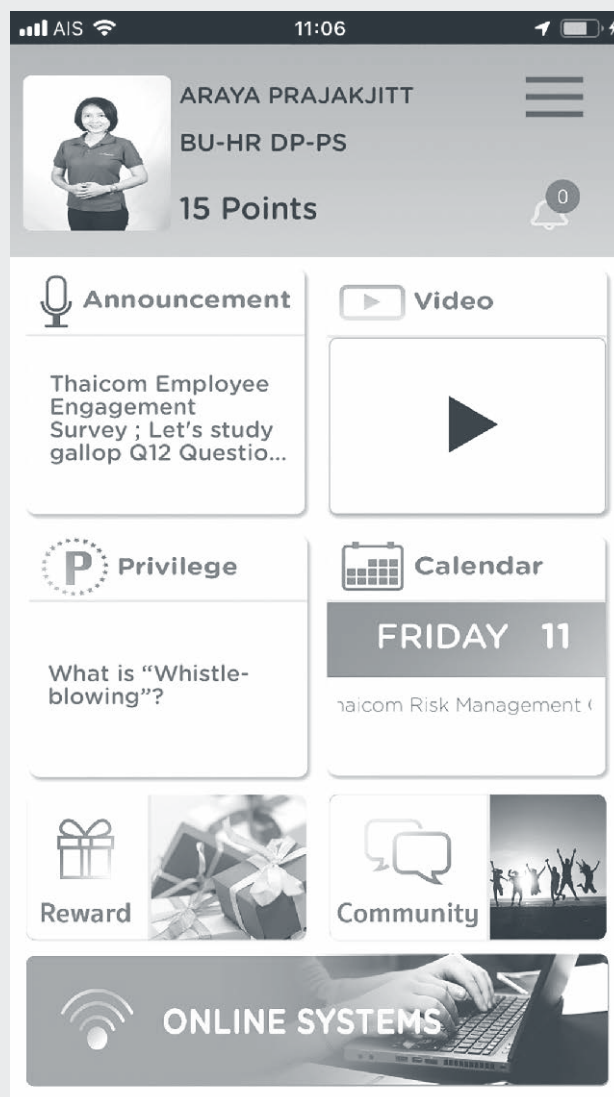 AIS 11:06
ARAYA PRAJAKJITT
BU-HR DP-PS
15 Points
0
Announcement
Thaicom Employee
Engagement
Survey ; Let's study
gallop Q12 Questio...
Video
P Privilege
What is “Whistle-
blowing”?
Calendar
FRIDAY 11
haicom Risk Management
Reward
Community
ONLINE SYSTEMS